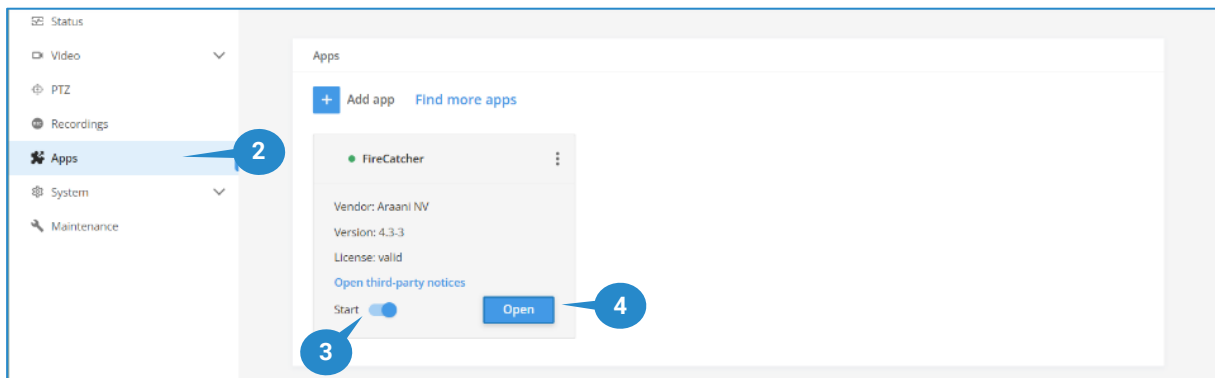 Status
Video
PTZ
Recordings
Apps
System
Maintenance
2
Apps
+ Add app Find more apps
FireCatcher
Vendor: Araani NV
Version: 4.3-3
License: valid
Open third-party notices
Start
Open
3
4